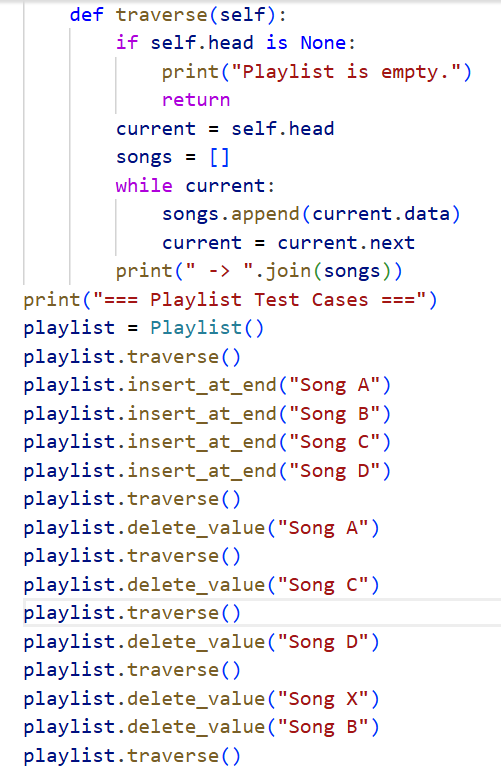 def traverse(self):
if self.head is None:
print("Playlist is empty.")
return
current = self.head
songs = []
while current:
songs.append(current.data)
current = current.next
print(" -> ".join(songs))
print("=== Playlist Test Cases ===")
playlist = Playlist()
playlist.traverse()
playlist.insert_at_end("Song A")
playlist.insert_at_end("Song B")
playlist.insert_at_end("Song C")
playlist.insert_at_end("Song D")
playlist.traverse()
playlist.delete_value("Song A")
playlist.traverse()
playlist.delete_value("Song C")
playlist.traverse()
playlist.delete_value("Song D")
playlist.traverse()
playlist.delete_value("Song X")
playlist.delete_value("Song B")
playlist.traverse()